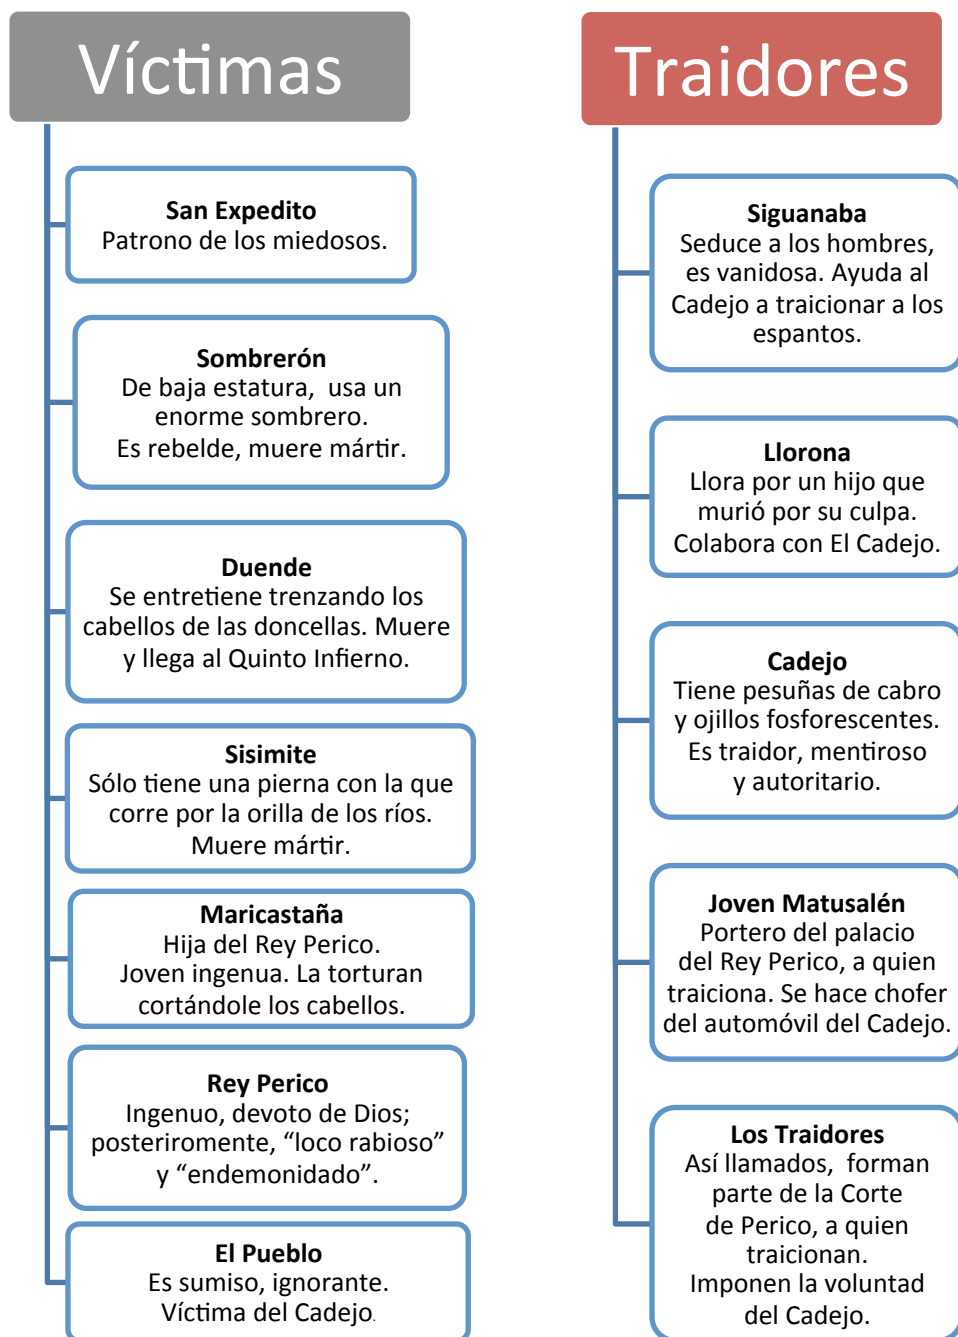 Víctimas
San Expedito
Patrono de los miedosos.
Sombrerón
De baja estatura, usa un
enorme sombrero.
Es rebelde, muere mártir.
Duende
Se entretiene trenzando los
cabellos de las doncellas. Muere
y llega al Quinto Infierno.
Sisimite
Sólo tiene una pierna con la que
corre por la orilla de los ríos.
Muere mártir.
Maricastaña
Hija del Rey Perico.
Joven ingenua. La torturan
cortándole los cabellos.
Rey Perico
Ingenuo, devoto de Dios;
posteriromente, “loco rabioso”
y “endemonidado”.
El Pueblo
Es sumiso, ignorante.
Víctima del Cadejo.
Traidores
Siguanaba
Seduce a los hombres,
es vanidosa. Ayuda al
Cadejo a traicionar a los
espantos.
Llorona
Llora por un hijo que
murió por su culpa.
Colabora con El Cadejo.
Cadejo
Tiene pesuñas de cabro
y ojillos fosforescentes.
Es traidor, mentiroso
y autoritario.
Joven Matusalén
Portero del palacio
del Rey Perico, a quien
traiciona. Se hace chofer
del automóvil del Cadejo.
Los Traidores
Así llamados, forman
parte de la Corte
de Perico, a quien
traicionan.
Imponen la voluntad
del Cadejo.